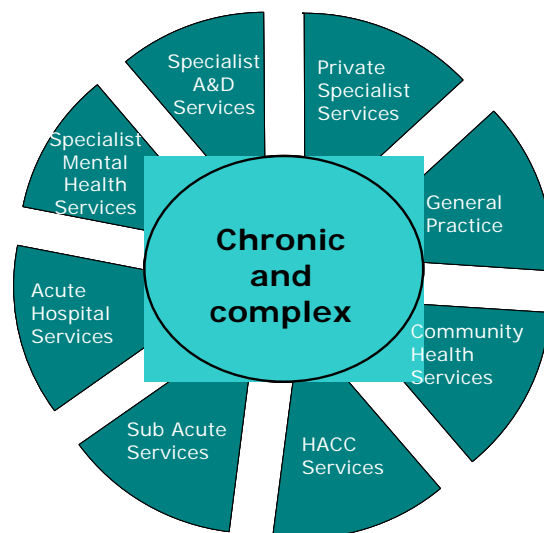 Specialist
A&D
Services
Private
Specialist
Services
General
Practice
Community
Health
Services
HACC
Services
Sub Acute
Services
Acute
Hospital
Services
Specialist
Mental
Health
Services
Chronic
and
complex